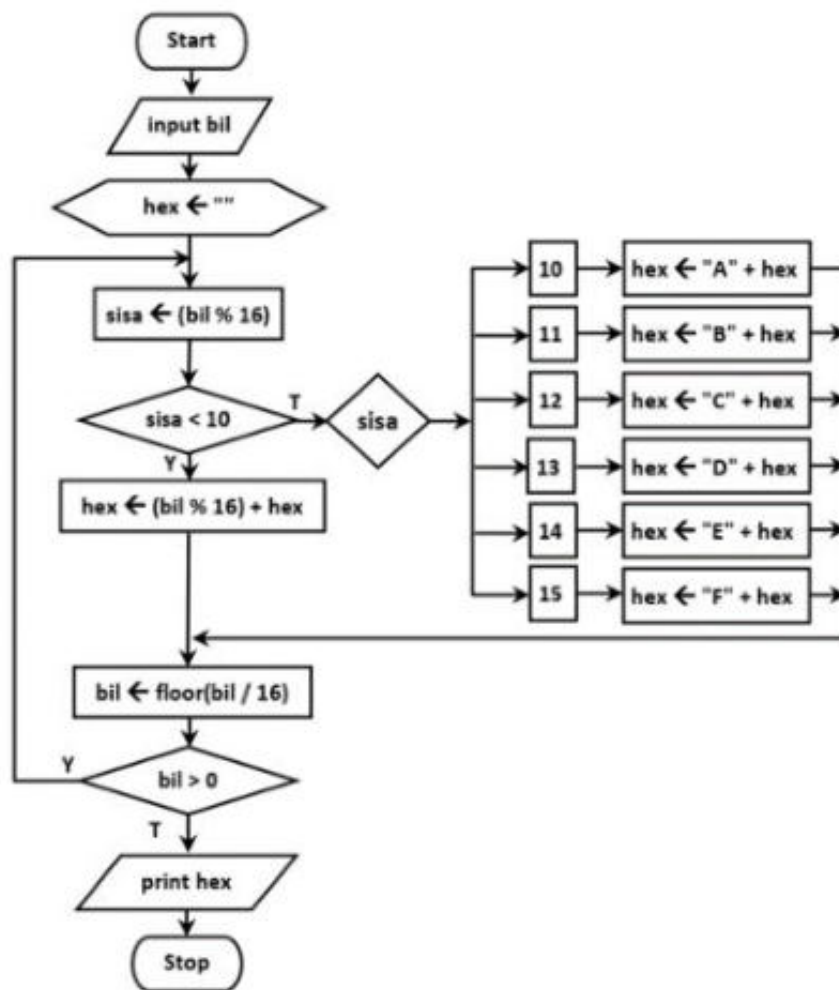 Start
input bil
hex ← ""
sisa ← (bil % 16)
sisa < 10
T
sisa
Y
hex ← (bil % 16) + hex
10
hex ← "A" + hex
11
hex ← "B" + hex
12
hex ← "C" + hex
13
hex ← "D" + hex
14
hex ← "E" + hex
15
hex ← "F" + hex
bil ← floor(bil / 16)
Y
bil > 0
T
print hex
Stop